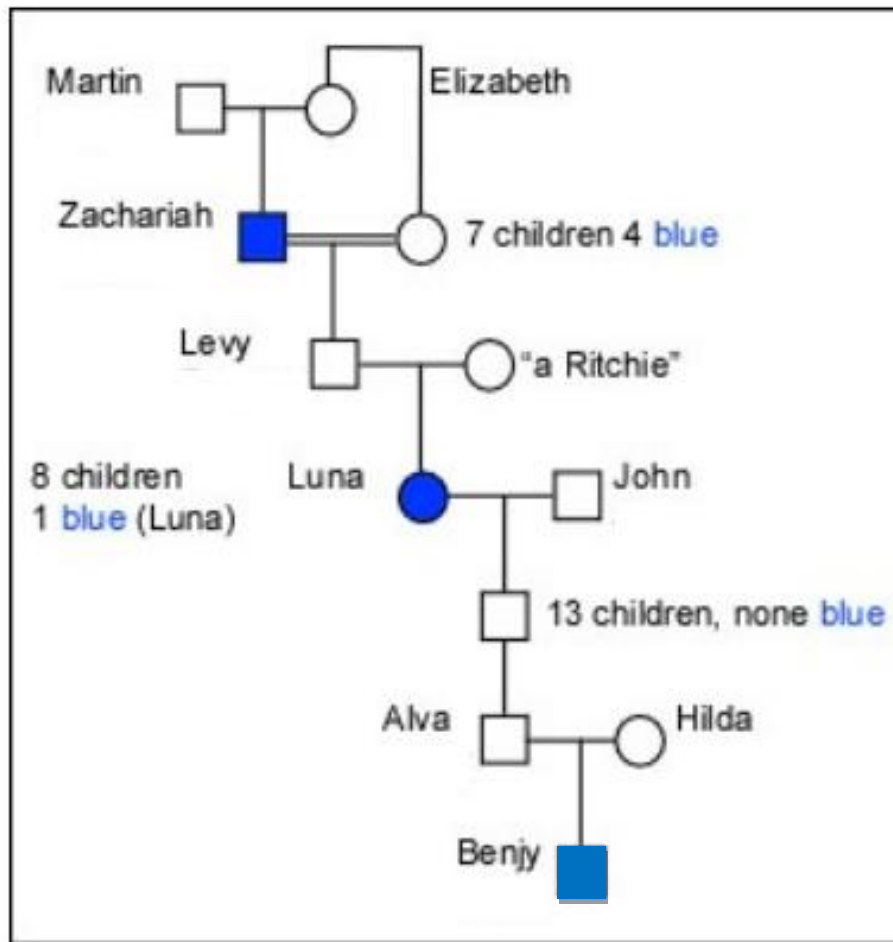 Martin
Elizabeth
Zachariah
7 children 4 blue
Levy
"a Ritchie"
8 children
1 blue (Luna)
Luna
John
13 children, none blue
Alva
Hilda
Benjy